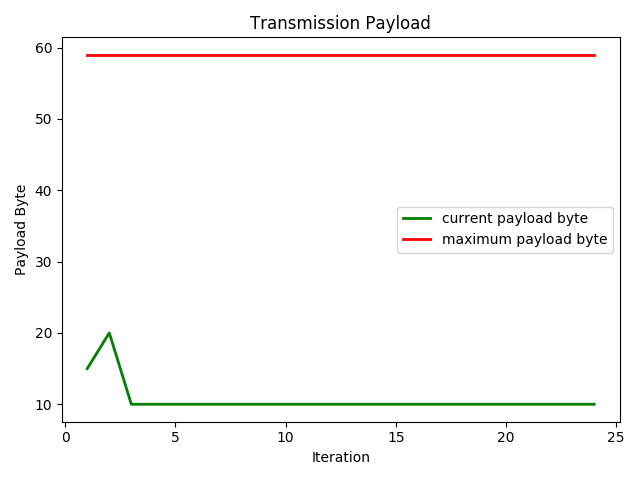 Transmission Payload
60
50
40
30
20
10
Payload Byte
current payload byte
maximum payload byte
0 5 10 15 20 25
Iteration